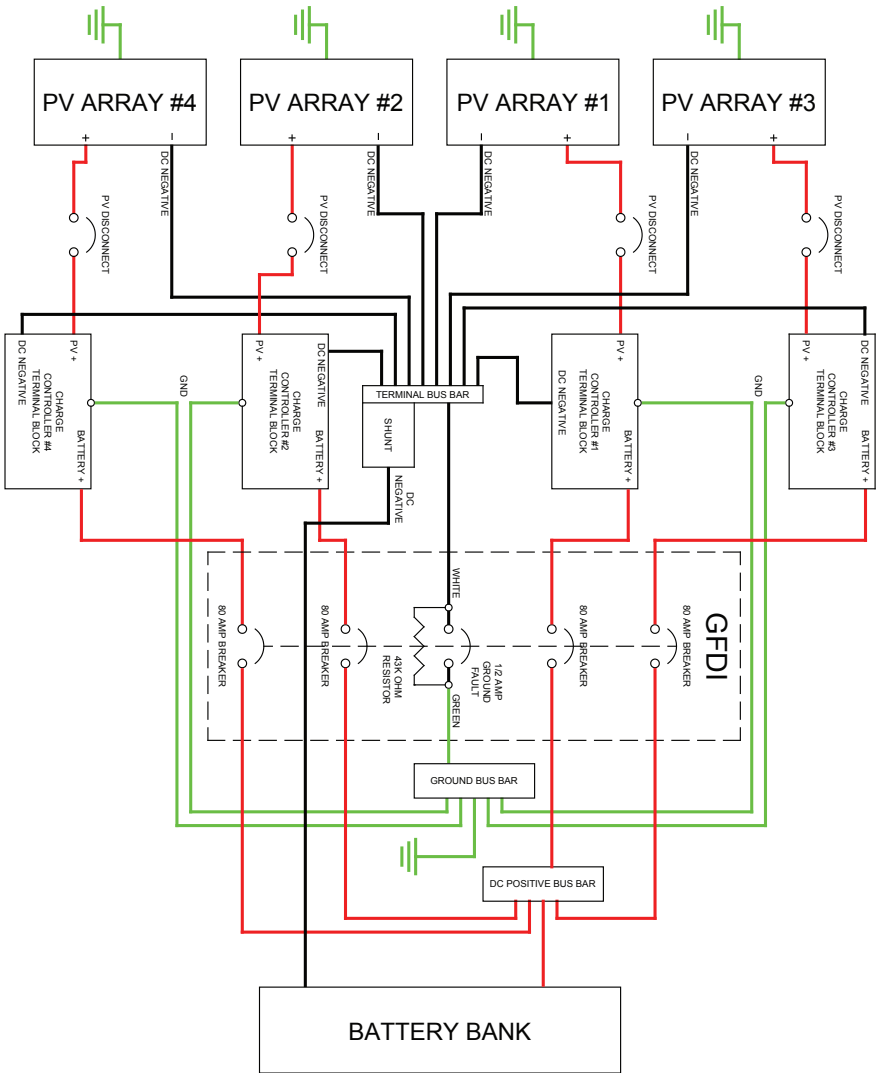 PV ARRAY #4
PV ARRAY #2
PV ARRAY #1
PV ARRAY #3
+
-
+
-
-
+
-
+
DC NEGATIVE
DC NEGATIVE
DC NEGATIVE
DC NEGATIVE
PV DISCONNECT
PV DISCONNECT
PV DISCONNECT
PV DISCONNECT
DC NEGATIVE
PV +
CHARGE
CONTROLLER #4
TERMINAL BLOCK
BATTERY +
GND
PV +
DC NEGATIVE
CHARGE
CONTROLLER #2
TERMINAL BLOCK
BATTERY +
TERMINAL BUS BAR
SHUNT
DC
NEGATIVE
PV +
DC NEGATIVE
CHARGE
CONTROLLER #1
TERMINAL BLOCK
BATTERY +
GND
PV +
DC NEGATIVE
CHARGE
CONTROLLER #3
TERMINAL BLOCK
BATTERY +
GFDI
WHITE
80 AMP BREAKER
80 AMP BREAKER
43K OHM
RESISTOR
1/2 AMP
GROUND
FAULT
80 AMP BREAKER
80 AMP BREAKER
GREEN
GROUND BUS BAR
DC POSITIVE BUS BAR
BATTERY BANK